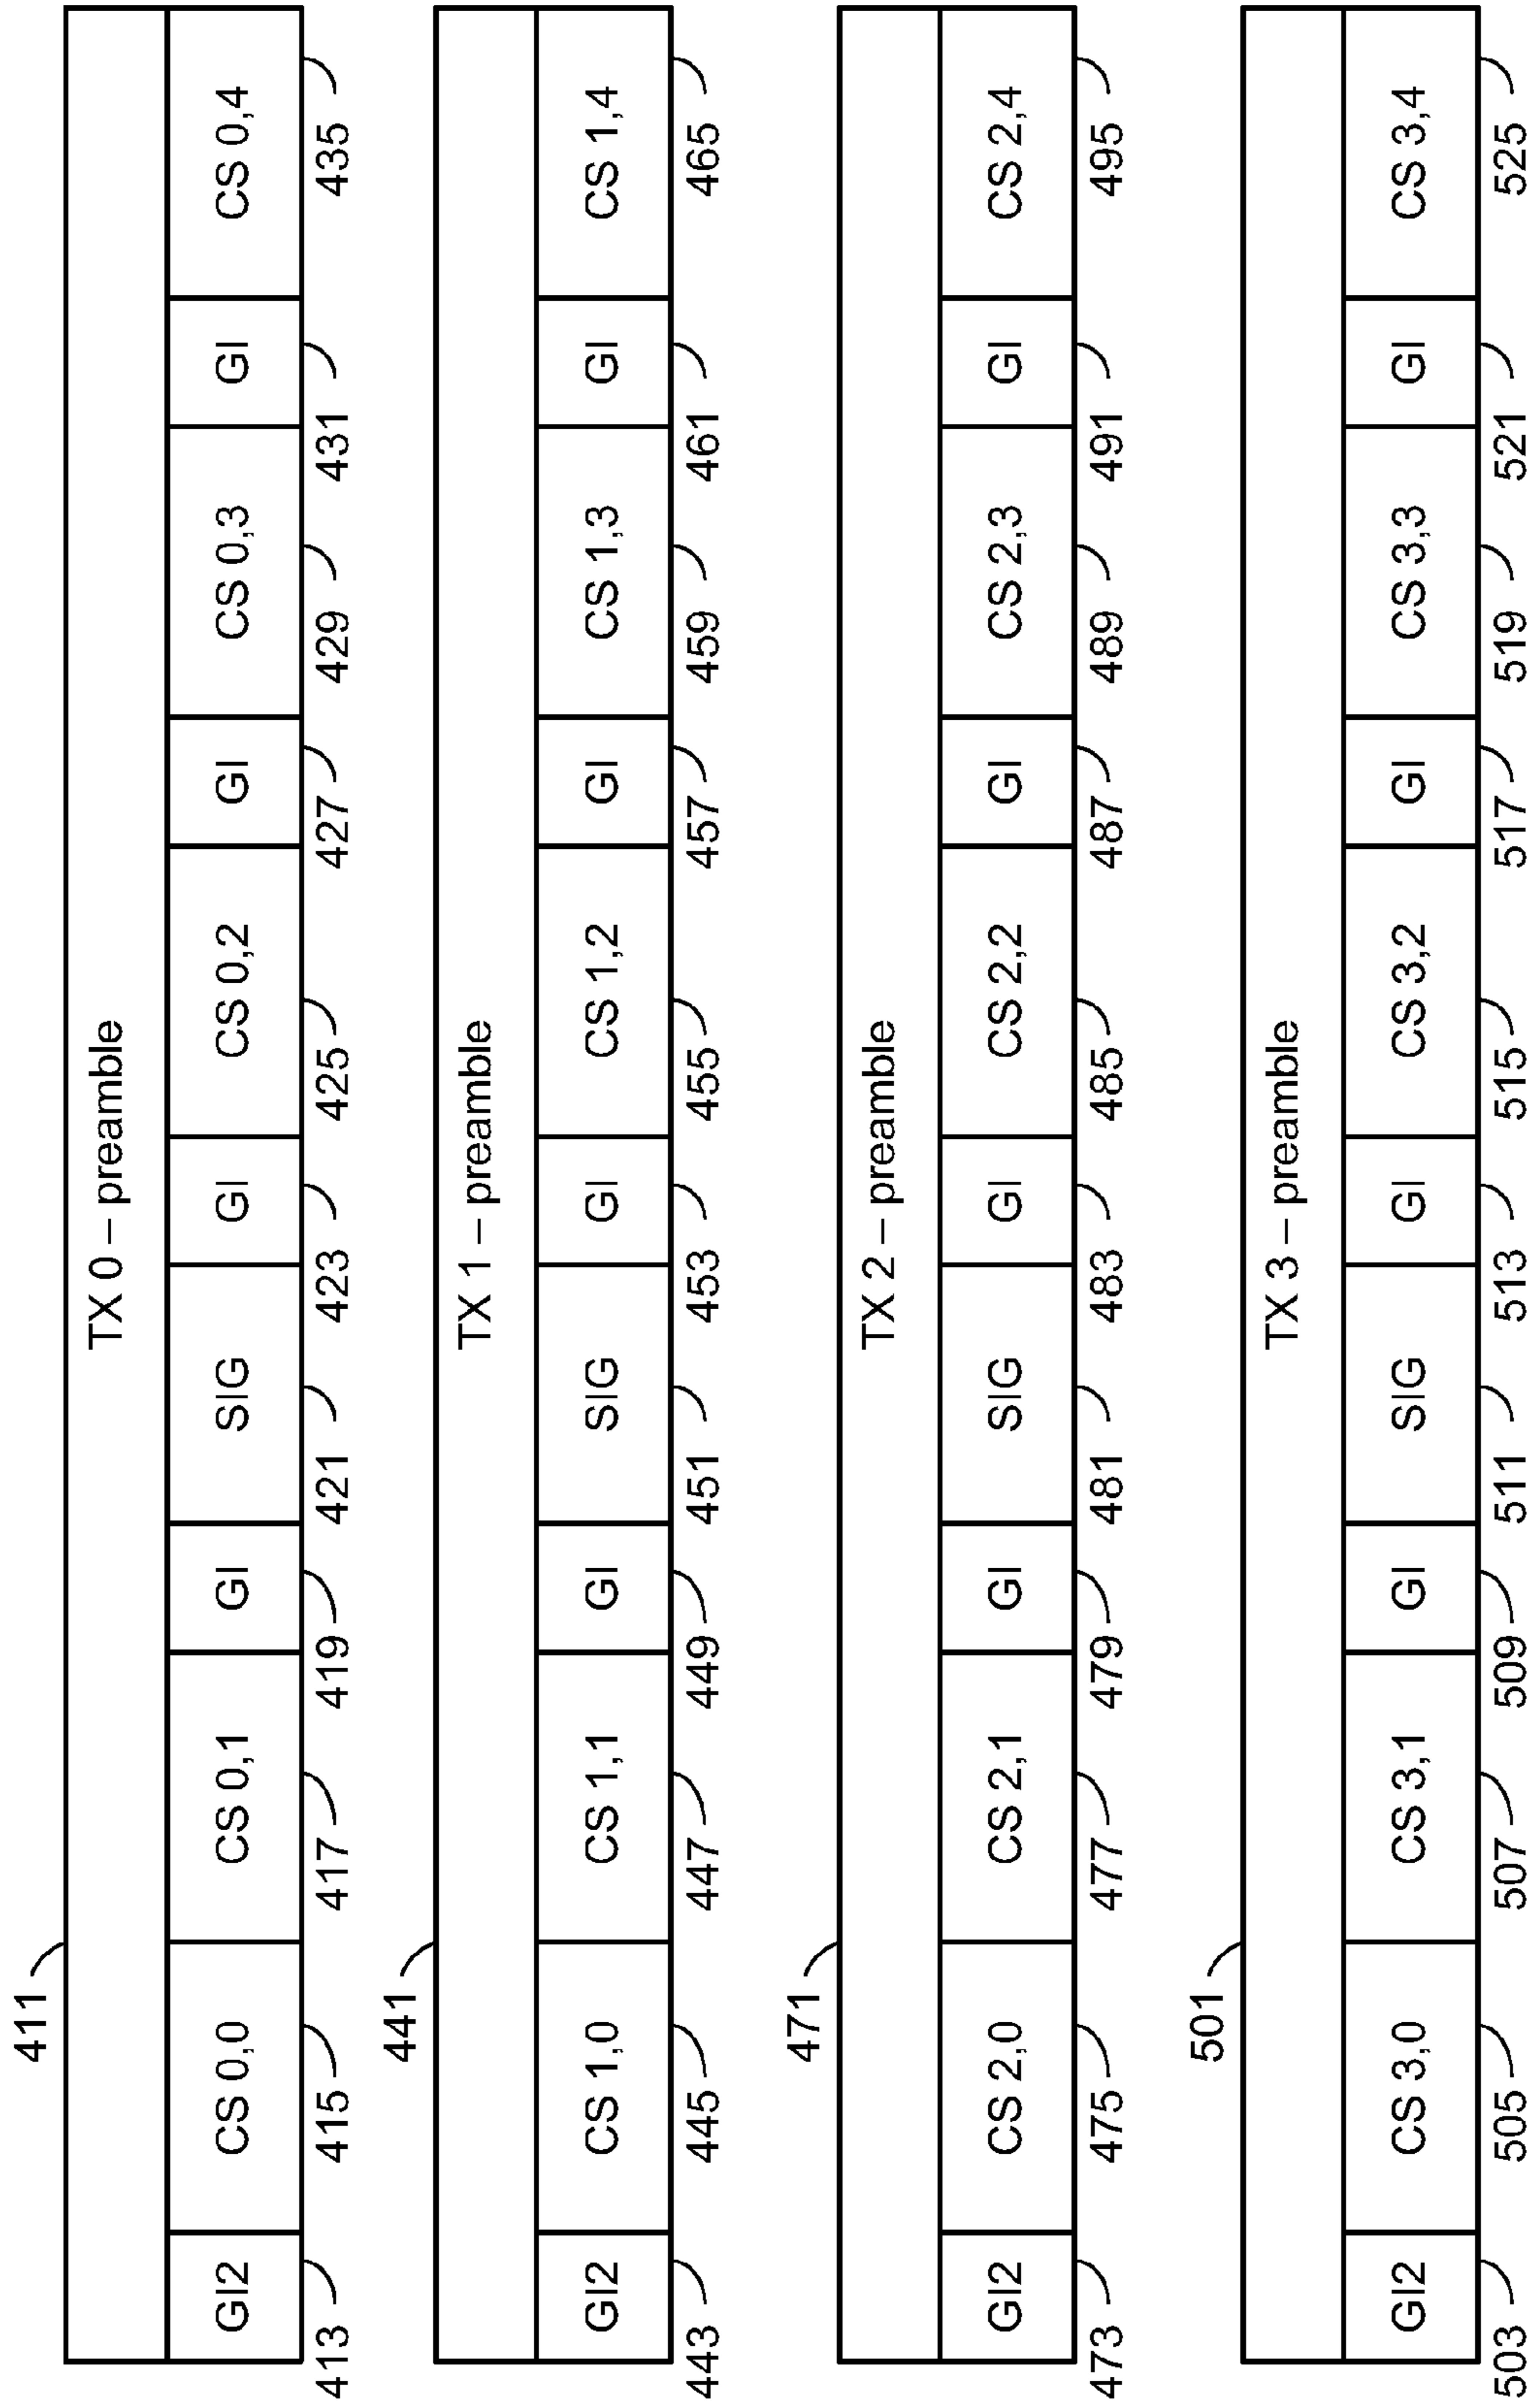 411
TX 0 – preamble
GI2 CS 0,0 CS 0,1 GI SIG GI CS 0,2 GI CS 0,3 GI CS 0,4
413 415 417 419 421 423 425 427 429 431 435
441
TX 1 – preamble
GI2 CS 1,0 CS 1,1 GI SIG GI CS 1,2 GI CS 1,3 GI CS 1,4
443 445 447 449 451 453 455 457 459 461 465
471
TX 2 – preamble
GI2 CS 2,0 CS 2,1 GI SIG GI CS 2,2 GI CS 2,3 GI CS 2,4
473 475 477 479 481 483 485 487 489 491 495
501
TX 3 – preamble
GI2 CS 3,0 CS 3,1 GI SIG GI CS 3,2 GI CS 3,3 GI CS 3,4
503 505 507 509 511 513 515 517 519 521 525